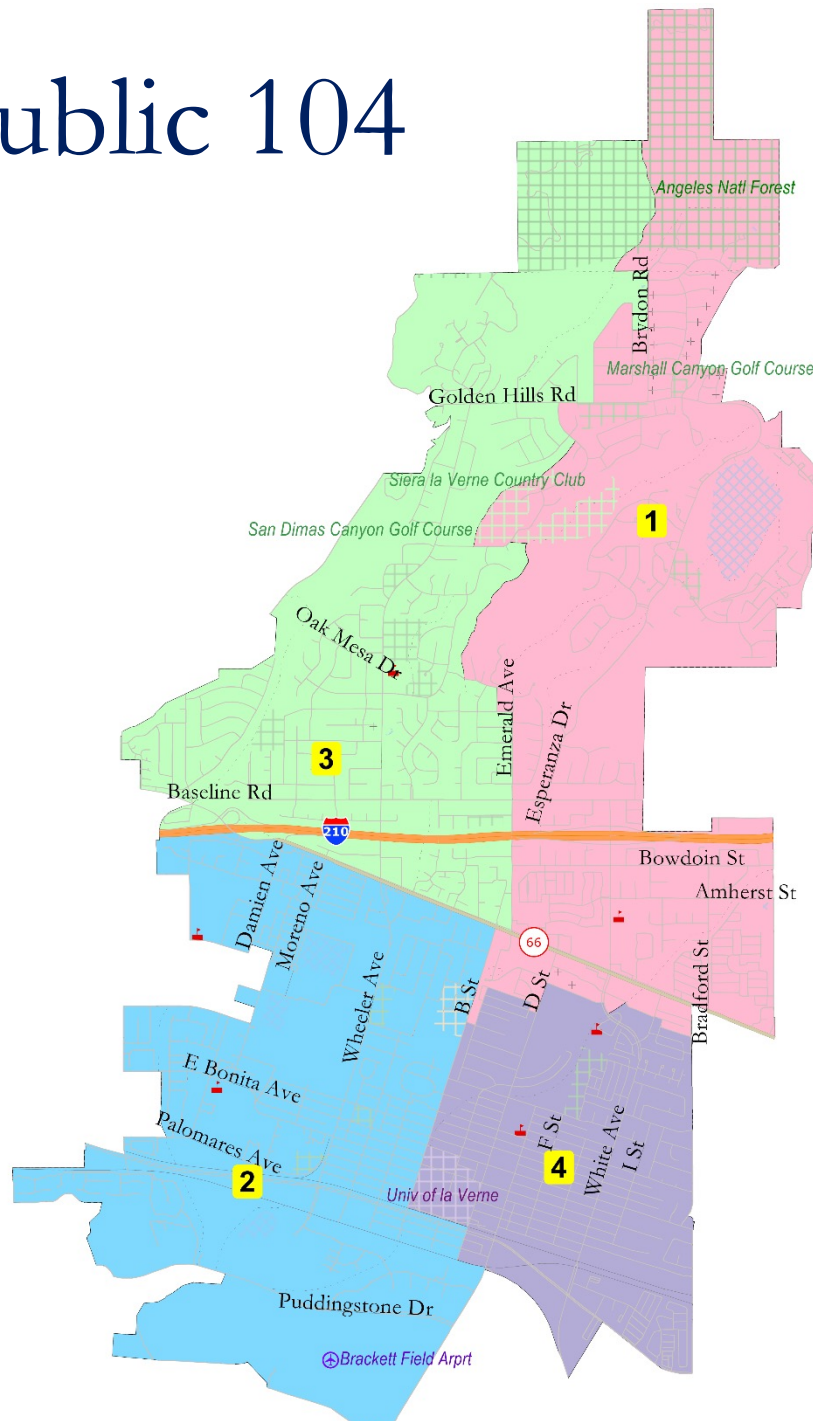 ublic 104
Angeles Natl Forest
Brydon Rd
Marshall Canyon Golf Course
Golden Hills Rd
Siera la Verne Country Club
1
San Dimas Canyon Golf Course
Oak Mesa Dr
Emerald Ave
Esperanza Dr
3
Baseline Rd
210
Bowdoin St
Amherst St
Damien Ave
Moreno Ave
66
Bradford St
Wheeler Ave
B St
D St
E Bonita Ave
F St
White Ave
I St
Palomares Ave
4
2
Univ of la Verne
Puddingstone Dr
Brackett Field Arprt